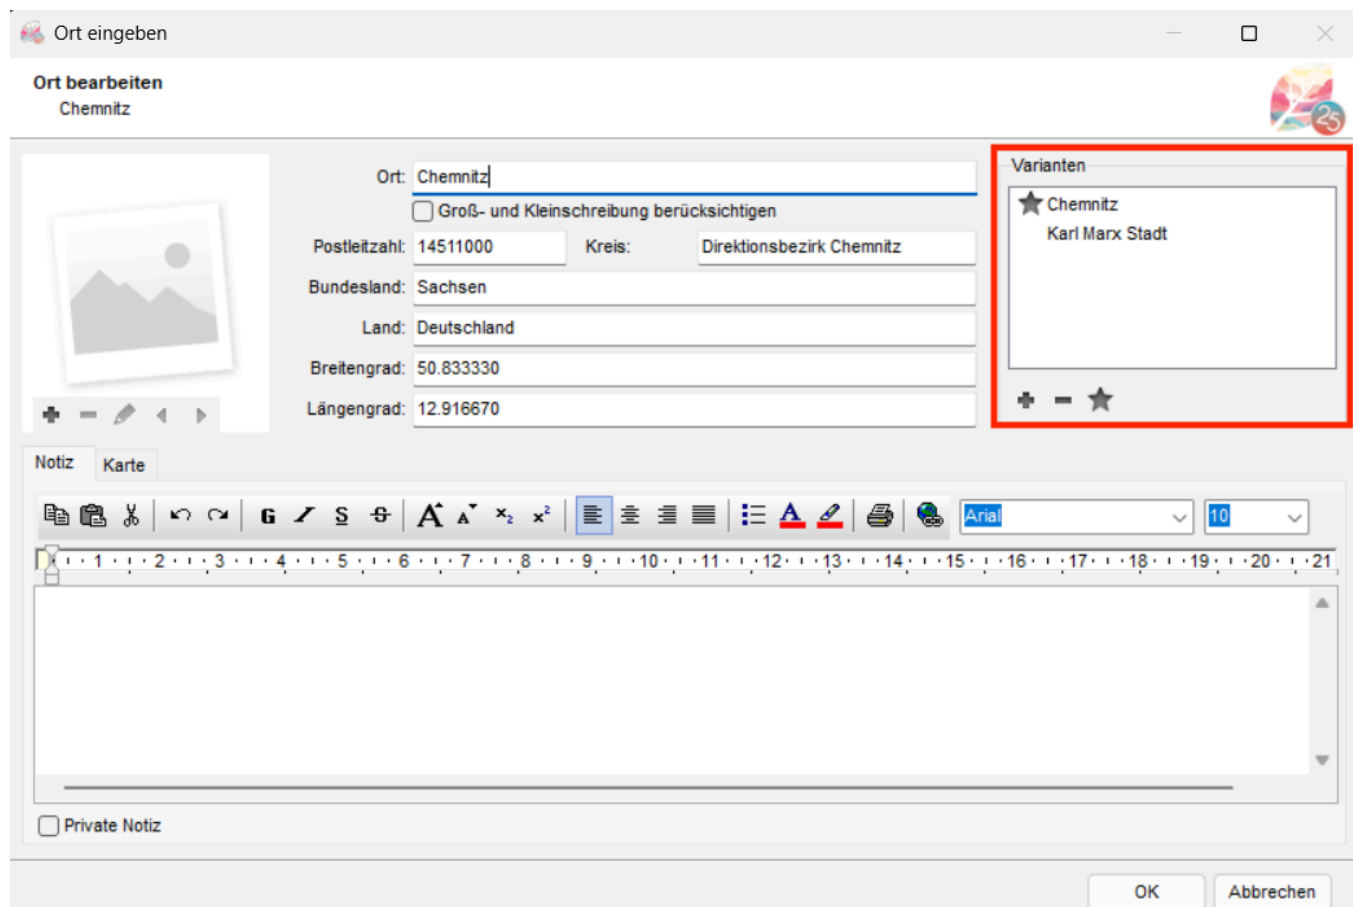 Ort eingeben
Ort bearbeiten
Chemnitz
25
Ort: Chemnitz
Groß- und Kleinschreibung berücksichtigen
Postleitzahl: 14511000 Kreis: Direktionsbezirk Chemnitz
Bundesland: Sachsen
Land: Deutschland
Breitengrad: 50.833330
Längengrad: 12.916670
Varianten
Chemnitz
Karl Marx Stadt
Notiz Karte
G I S S A A x₂ x² A Arial 10
1 2 3 4 5 6 7 8 9 10 11 12 13 14 15 16 17 18 19 20 21
Private Notiz
OK Abbrechen